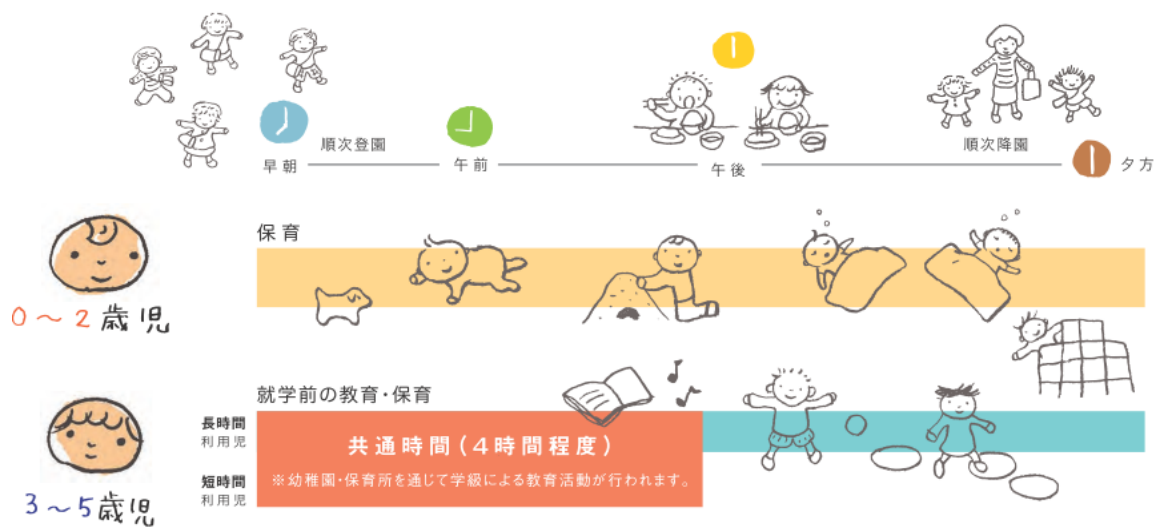 順次登園
順次降園
早朝
午前
午後
夕方
保育
0～2歳児
就学前の教育・保育
長時間
利用児
共通時間（4時間程度）
※幼稚園・保育所を通じて学級による教育活動が行われます。
短時間
利用児
3～5歳児